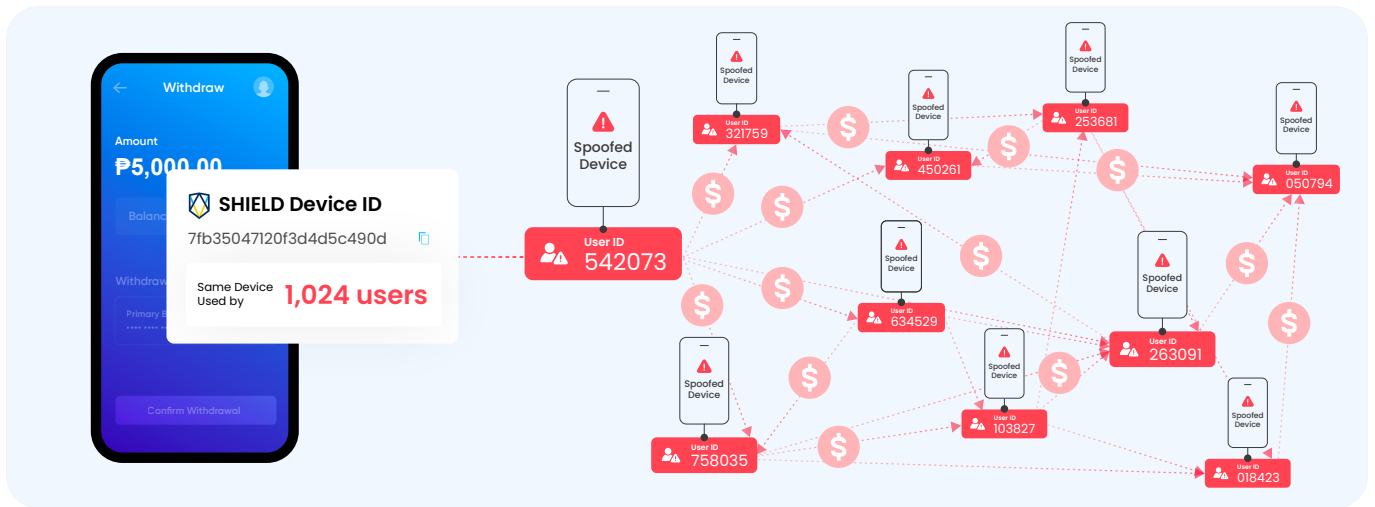 Withdraw
Amount
₱5,000.00
Balanc
SHIELD Device ID
7fb35047120f3d4d5c490d
Same Device
Used by
1,024 users
Withdraw
Primary B
Confirm Withdrawal
Spoofed
Device
User ID
542073
Spoofed
Device
User ID
321759
Spoofed
Device
User ID
450261
Spoofed
Device
User ID
253681
Spoofed
Device
User ID
050794
Spoofed
Device
User ID
634529
Spoofed
Device
User ID
263091
Spoofed
Device
User ID
758035
Spoofed
Device
User ID
103827
Spoofed
Device
User ID
018423
$
$
$
$
$
$
$
$
$
$
$
$
$